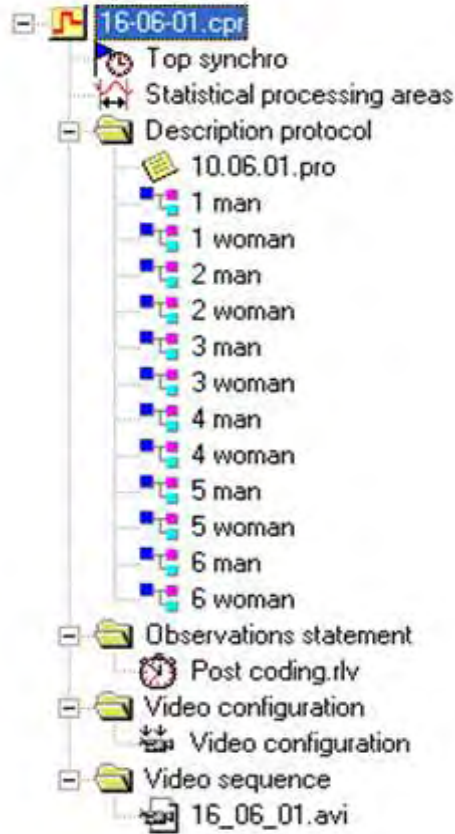 16-06-01.cpr
Top synchro
Statistical processing areas
Description protocol
10.06.01.pro
1 man
1 woman
2 man
2 woman
3 man
3 woman
4 man
4 woman
5 man
5 woman
6 man
6 woman
Observations statement
Post coding.rlv
Video configuration
Video configuration
Video sequence
16_06_01.avi